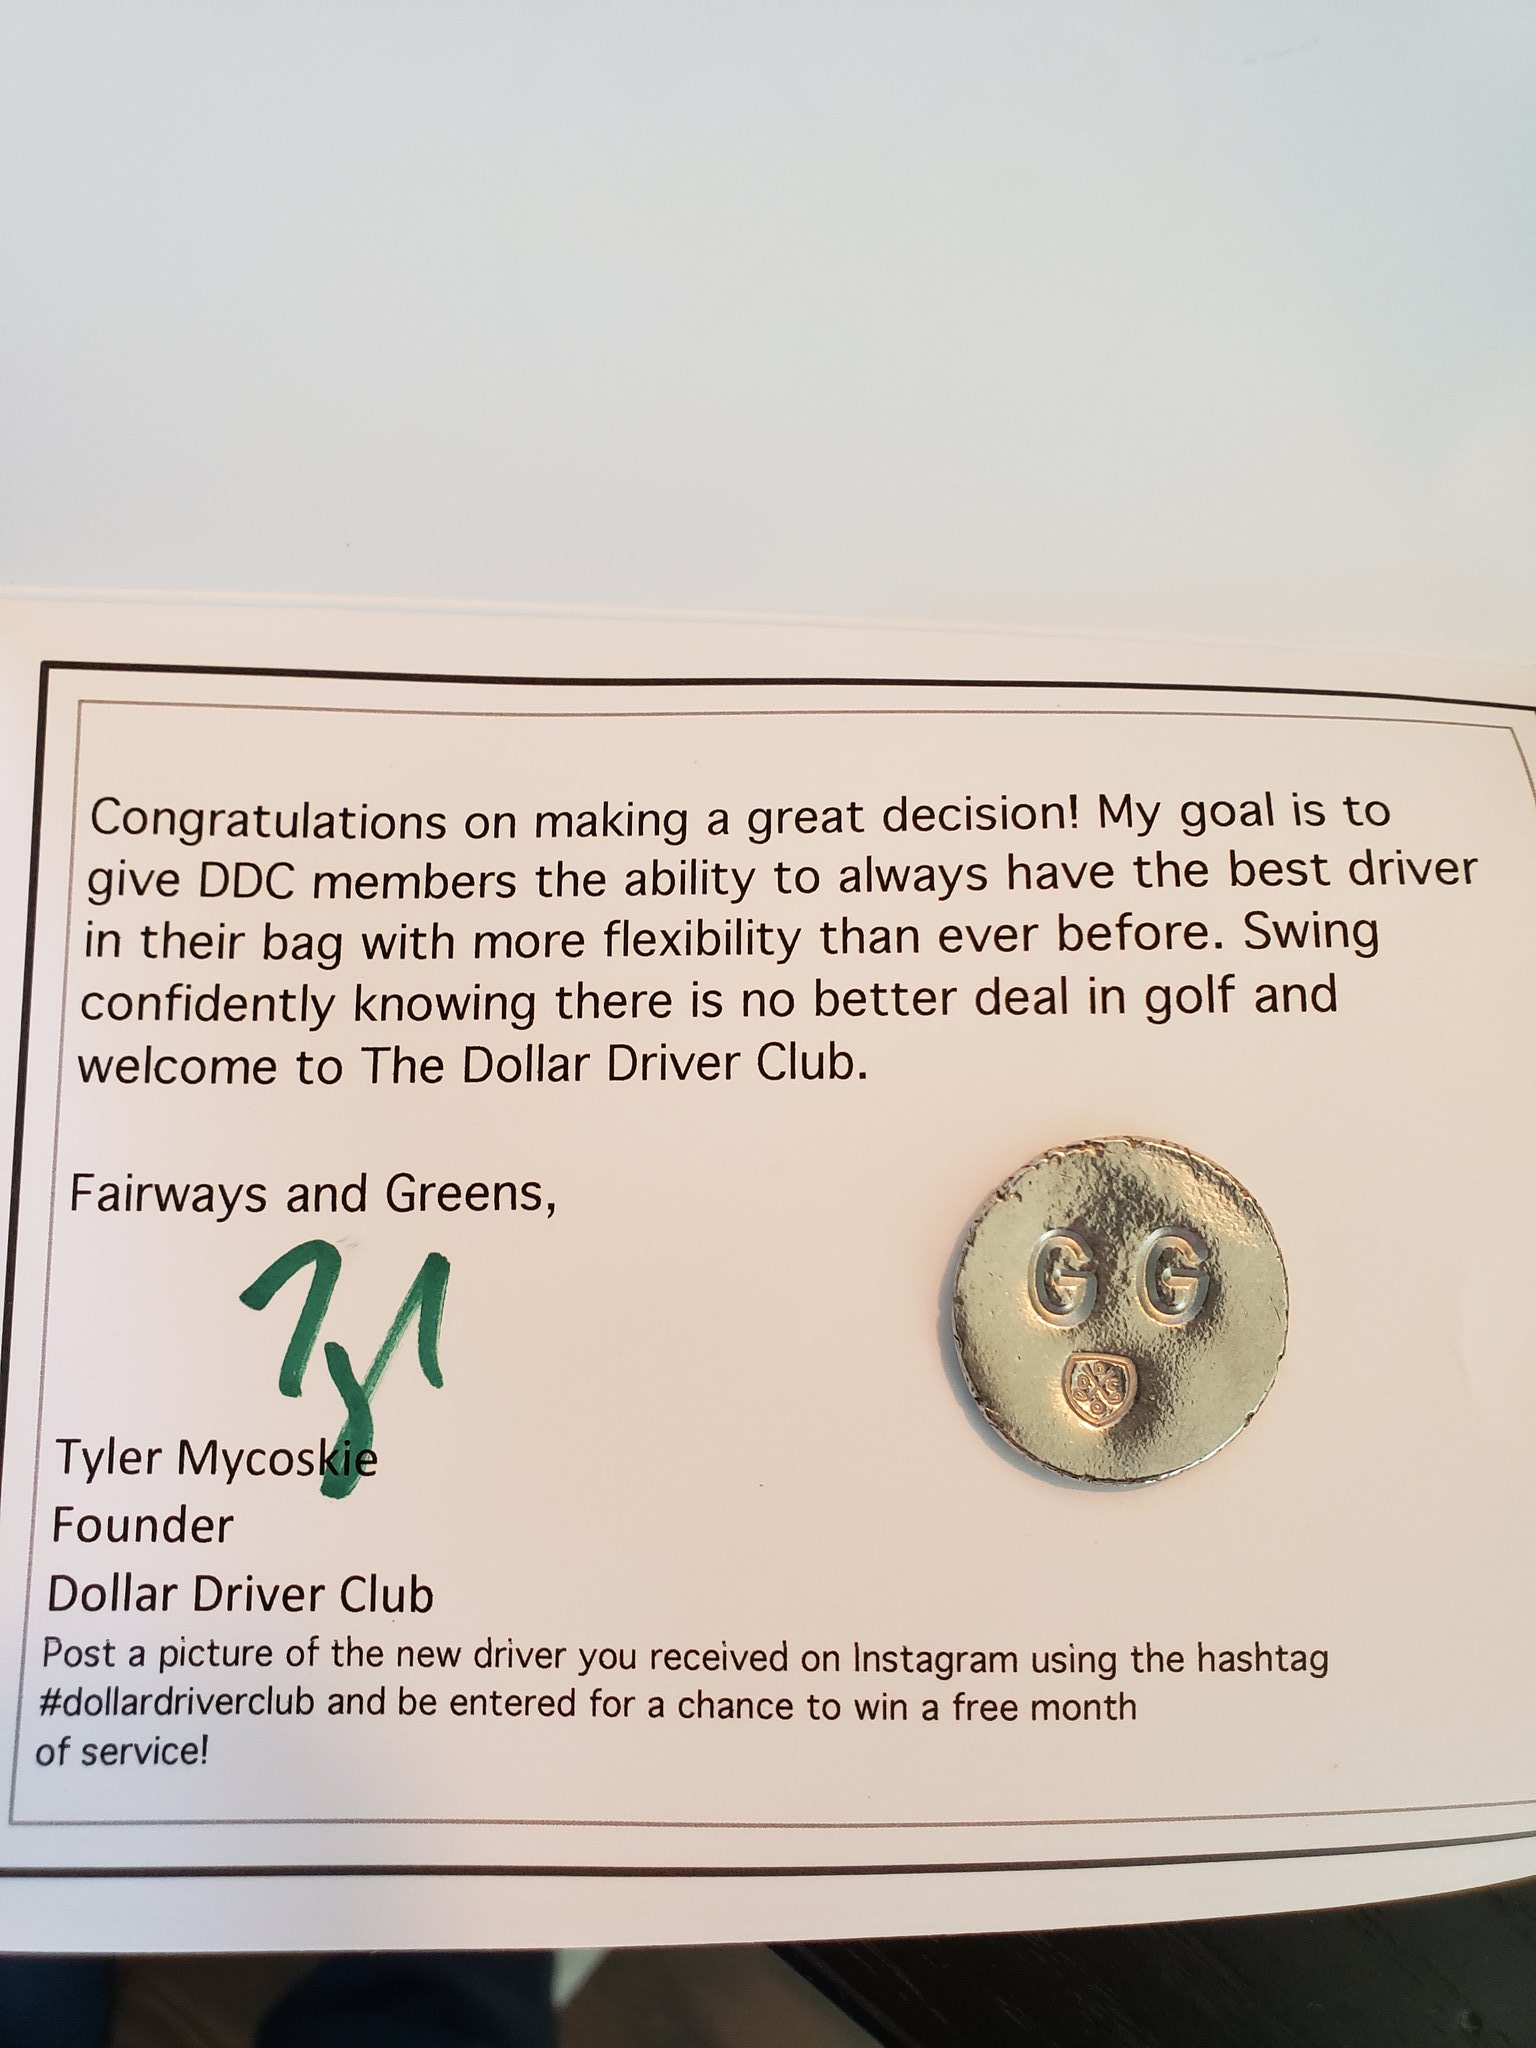 Congratulations on making a great decision! My goal is to
give DDC members the ability to always have the best driver
in their bag with more flexibility than ever before. Swing
confidently knowing there is no better deal in golf and
welcome to The Dollar Driver Club.
Fairways and Greens,
G G
Tyler Mycoskie
Founder
Dollar Driver Club
Post a picture of the new driver you received on Instagram using the hashtag
#dollardriverclub and be entered for a chance to win a free month
of service!